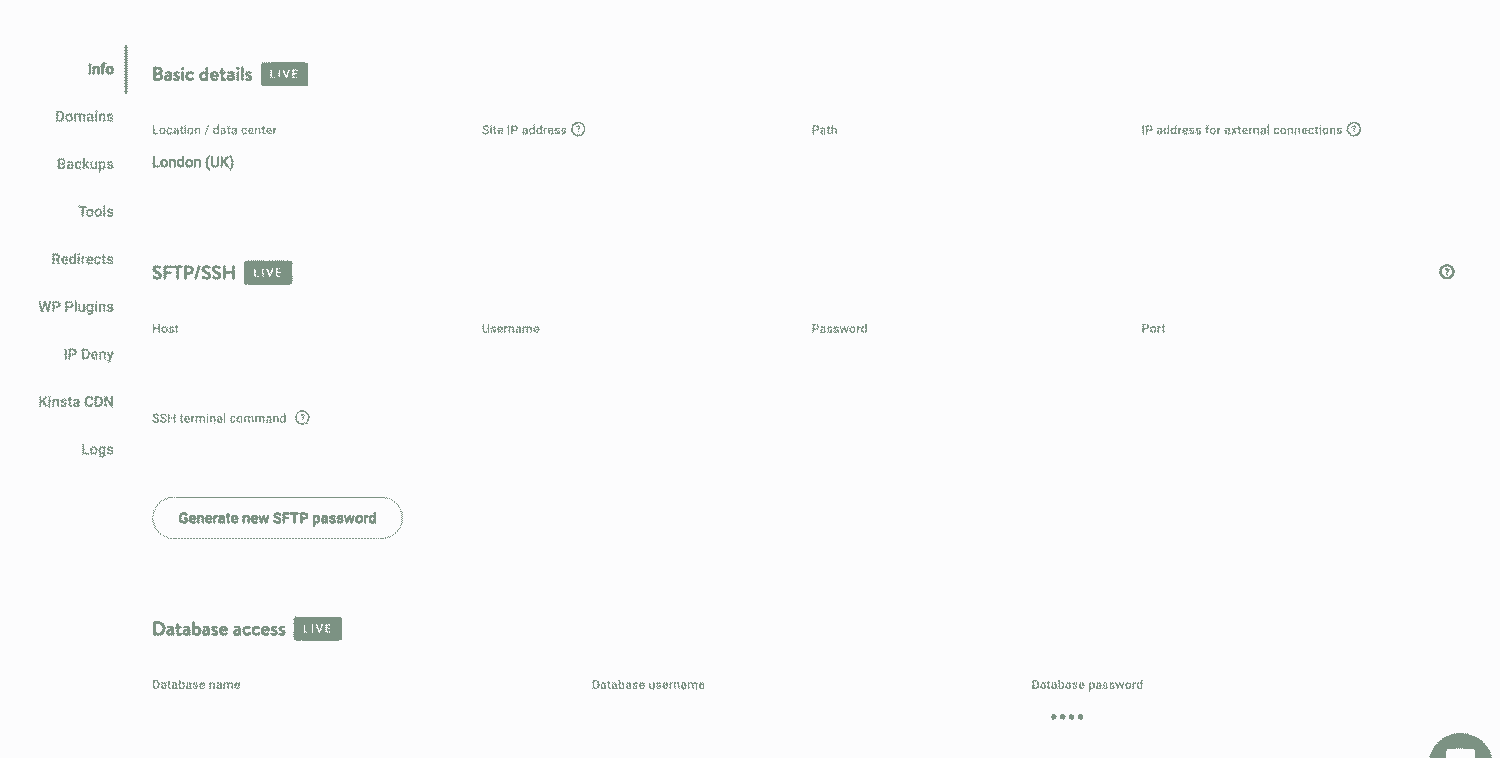 Info
Domains
Backups
Tools
Redirects
WP Plugins
IP Deny
Kinsta CDN
Logs
Basic details LIVE
Location / data center Site IP address ? Path IP address for external connections ?
London (UK)
SFTP/SSH LIVE ?
Host Username Password Port
SSH terminal command ?
Generate new SFTP password
Database access LIVE
Database name Database username Database password
••••